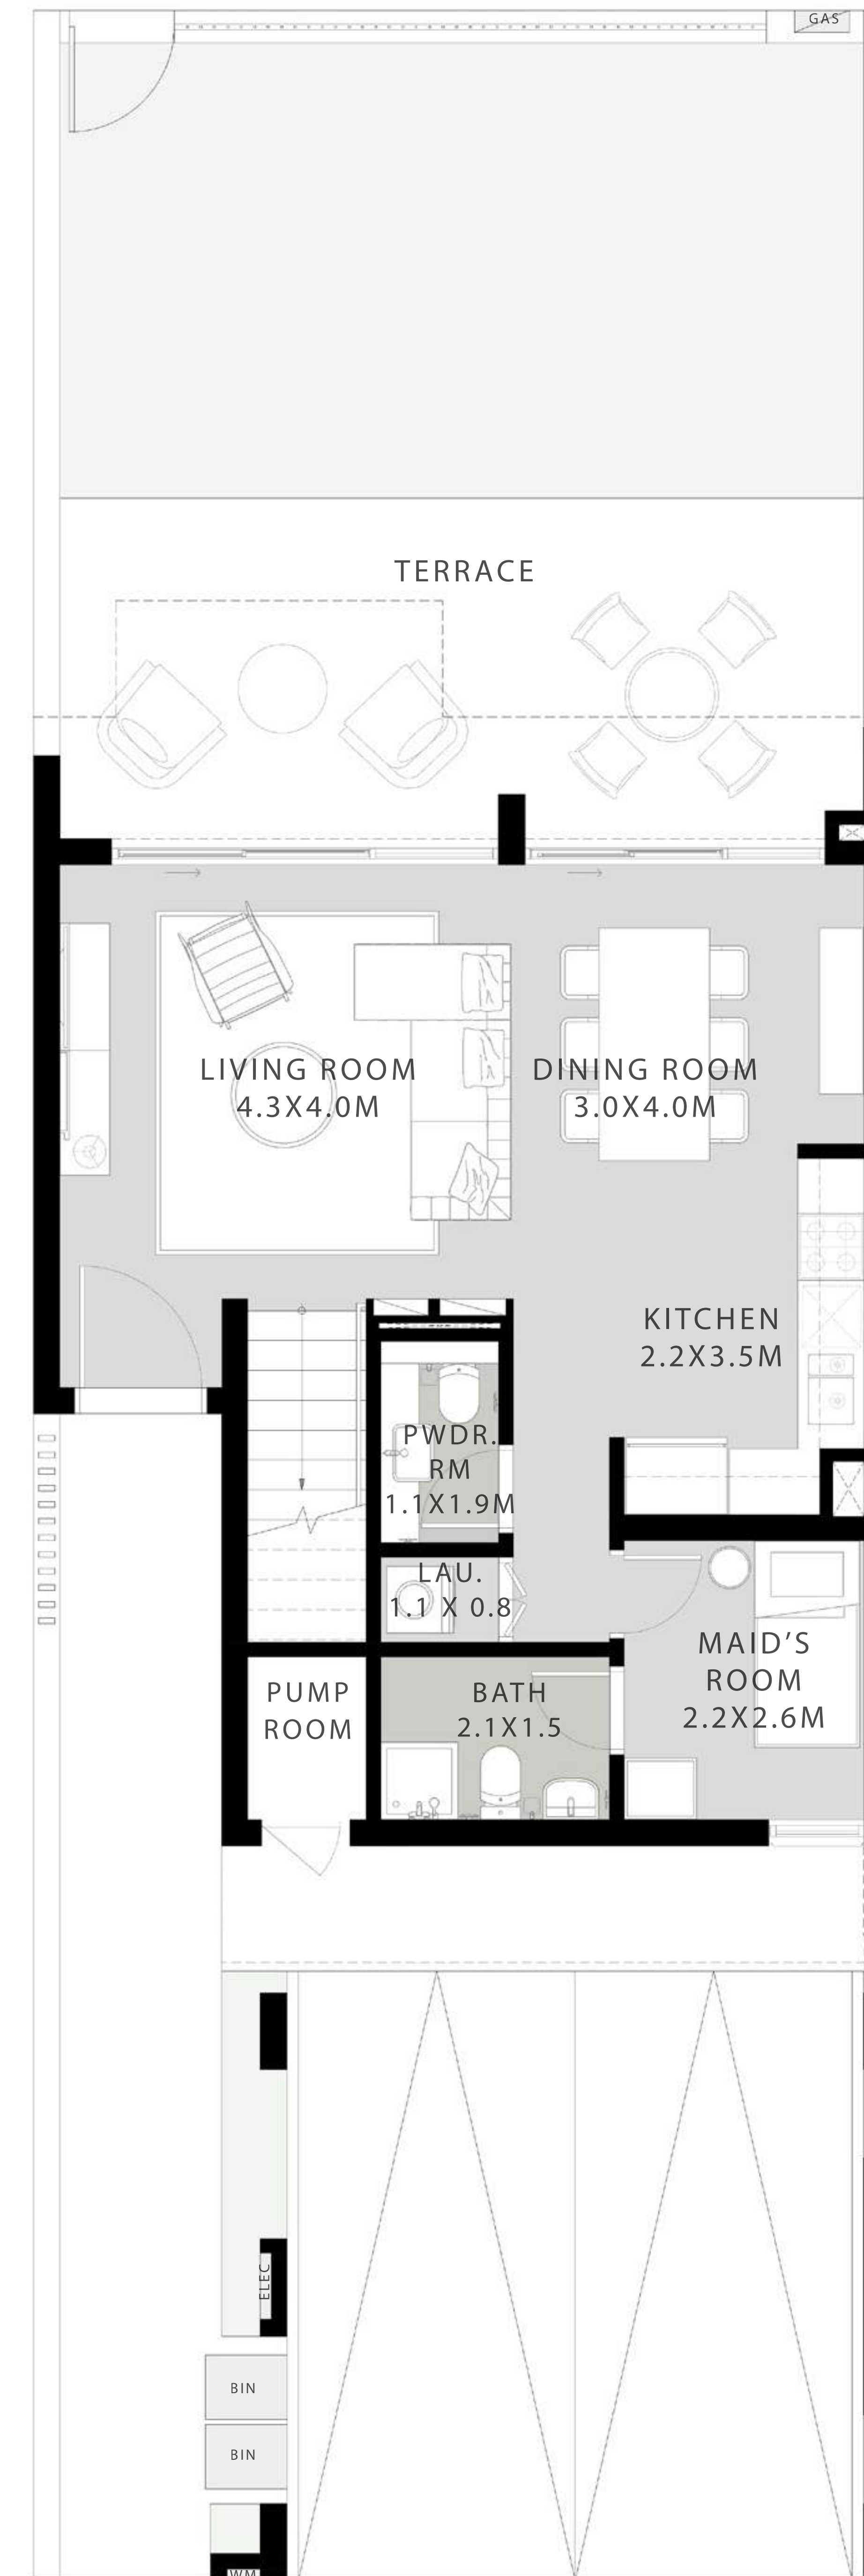 GAS
TERRACE
LIVING ROOM
4.3X4.0M
DINING ROOM
3.0X4.0M
KITCHEN
2.2X3.5M
PWDR.
RM
1.1X1.9M
LAU.
1.1 X 0.8
MAID’S
ROOM
2.2X2.6M
PUMP
ROOM
BATH
2.1X1.5
ELEC
BIN
BIN
WM